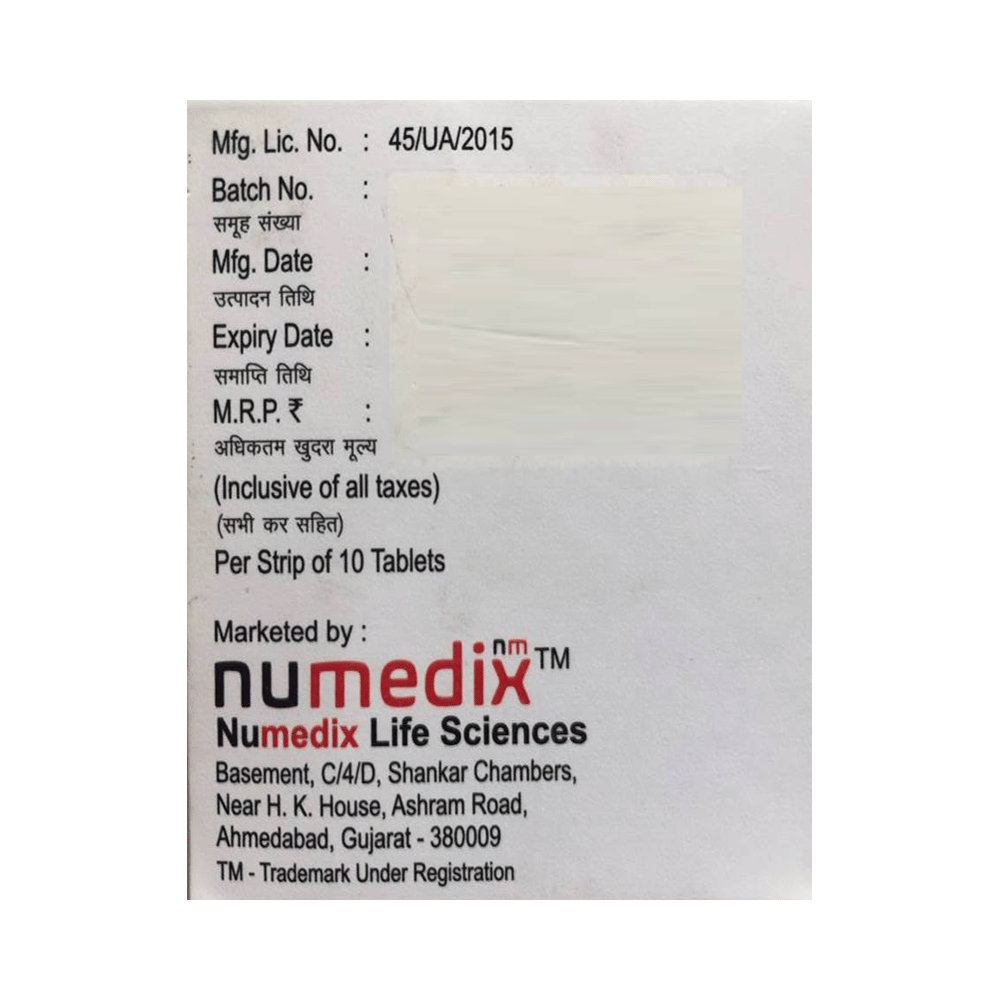 Mfg. Lic. No. : 45/UA/2015
Batch No. :
समूह संख्या
Mfg. Date :
उत्पादन तिथि
Expiry Date :
समाप्ति तिथि
M.R.P. ₹ :
अधिकतम खुदरा मूल्य
(Inclusive of all taxes)
(सभी कर सहित)
Per Strip of 10 Tablets
Marketed by :
nm
numedix TM
Numedix Life Sciences
Basement, C/4/D, Shankar Chambers,
Near H. K. House, Ashram Road,
Ahmedabad, Gujarat - 380009
TM - Trademark Under Registration